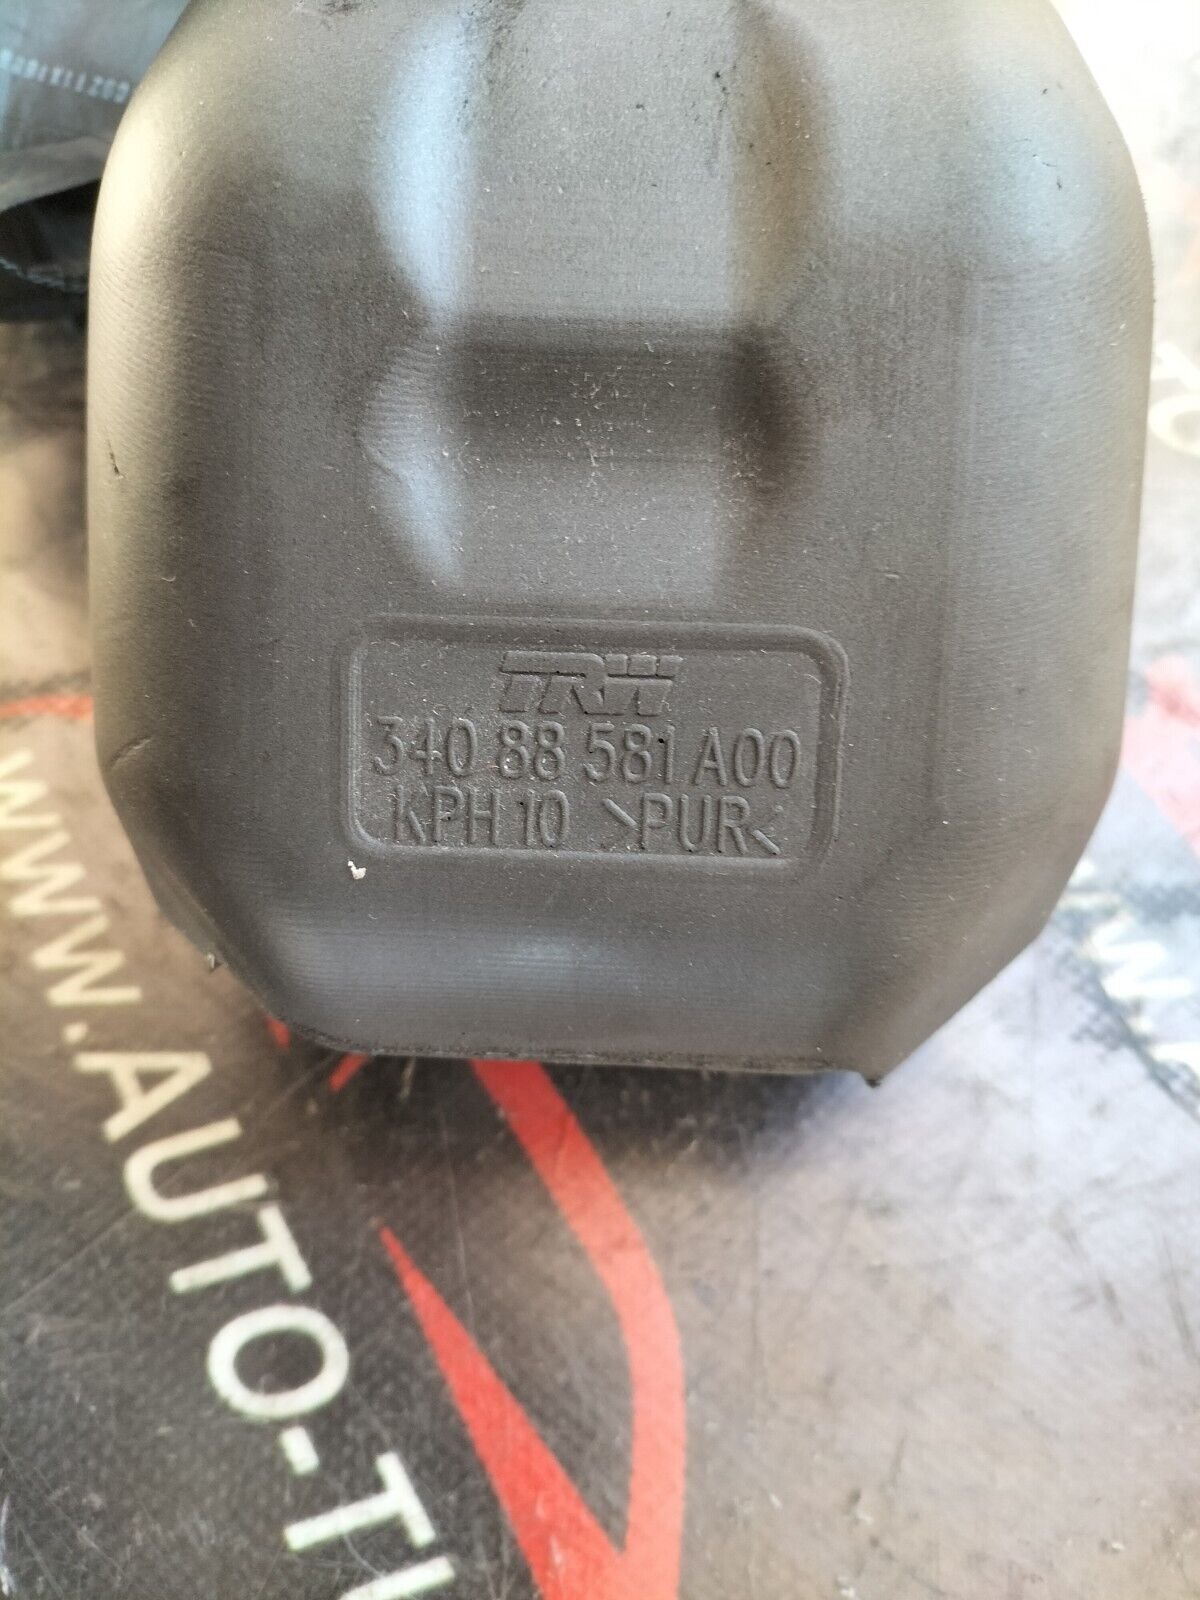 TRW
340 88 581 A00
KPH 10 >PUR<
www.AUTO-T